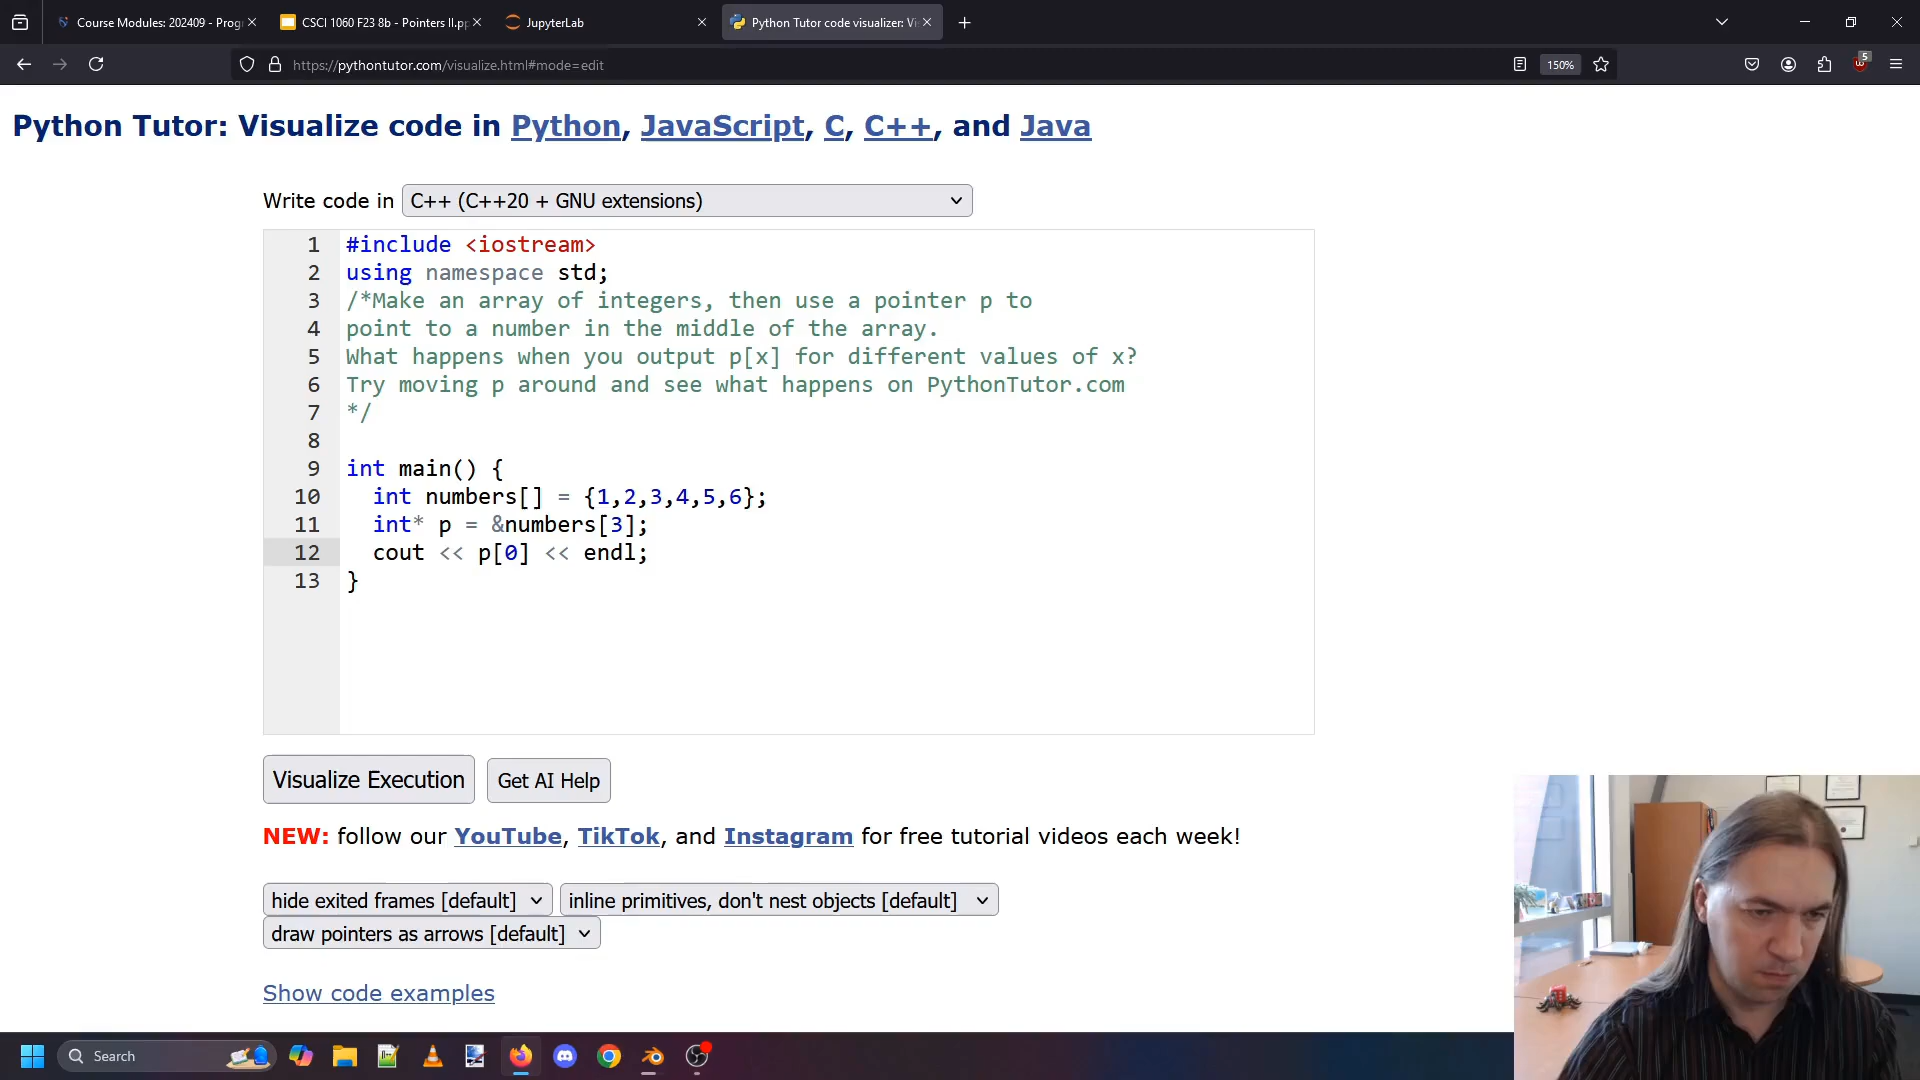 Course Modules: 202409 - Prog
CSCI 1060 F23 8b - Pointers II.pp
JupyterLab
Python Tutor code visualizer: Vi
https://pythontutor.com/visualize.html#mode=edit
150%
5
Python Tutor: Visualize code in Python, JavaScript, C, C++, and Java
Write code in C++ (C++20 + GNU extensions)
1 #include <iostream>
2 using namespace std;
3 /*Make an array of integers, then use a pointer p to
4 point to a number in the middle of the array.
5 What happens when you output p[x] for different values of x?
6 Try moving p around and see what happens on PythonTutor.com
7 */
8
9 int main() {
10 int numbers[] = {1,2,3,4,5,6};
11 int* p = &numbers[3];
12 cout << p[0] << endl;
13 }
Visualize Execution Get AI Help
NEW: follow our YouTube, TikTok, and Instagram for free tutorial videos each week!
hide exited frames [default] inline primitives, don't nest objects [default]
draw pointers as arrows [default]
Show code examples
Search